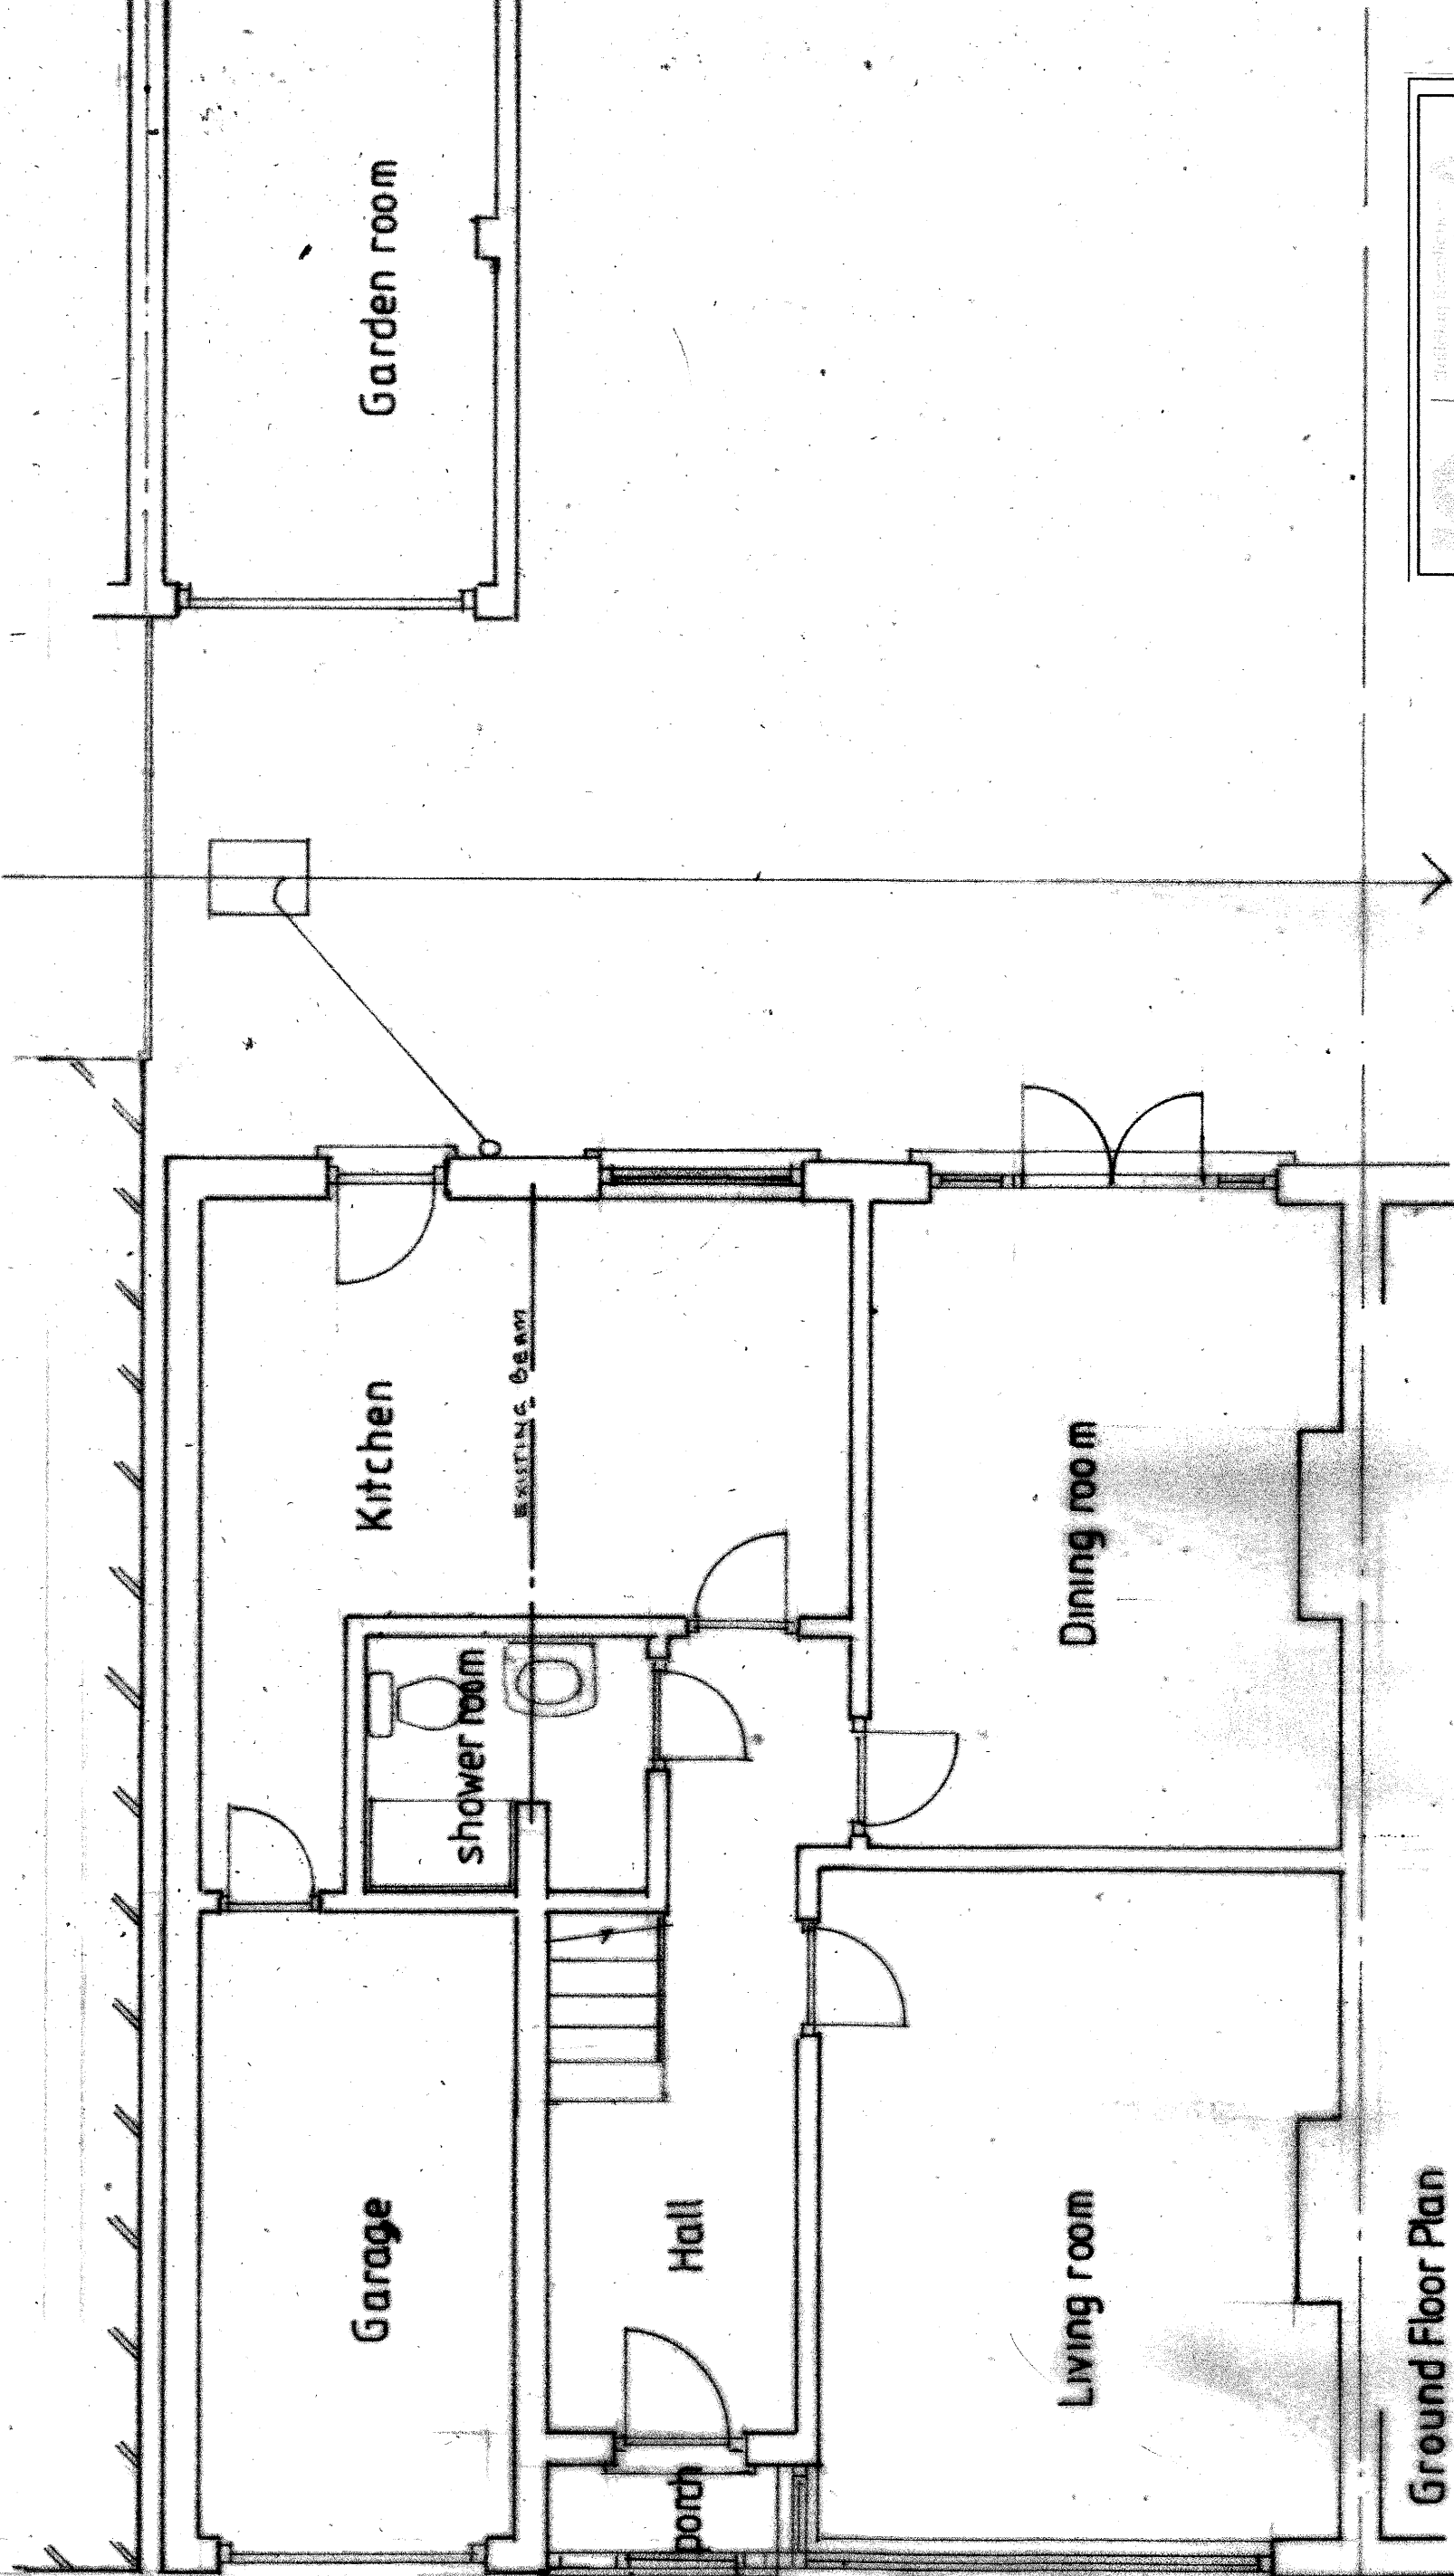 Garden room
Kitchen
EXISTING BEAM
Dining room
shower room
Garage
Hall
Living room
porch
Ground Floor Plan